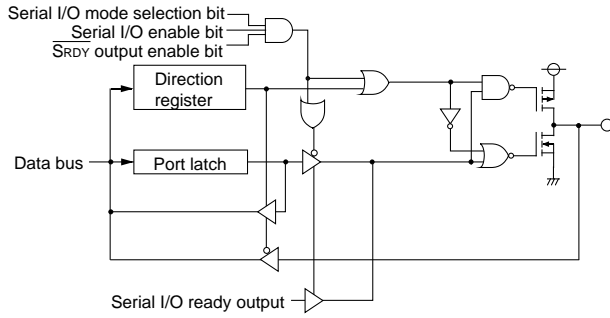 Serial I/O mode selection bit
Serial I/O enable bit
SRDY output enable bit
Direction
register
Data bus
Port latch
Serial I/O ready output